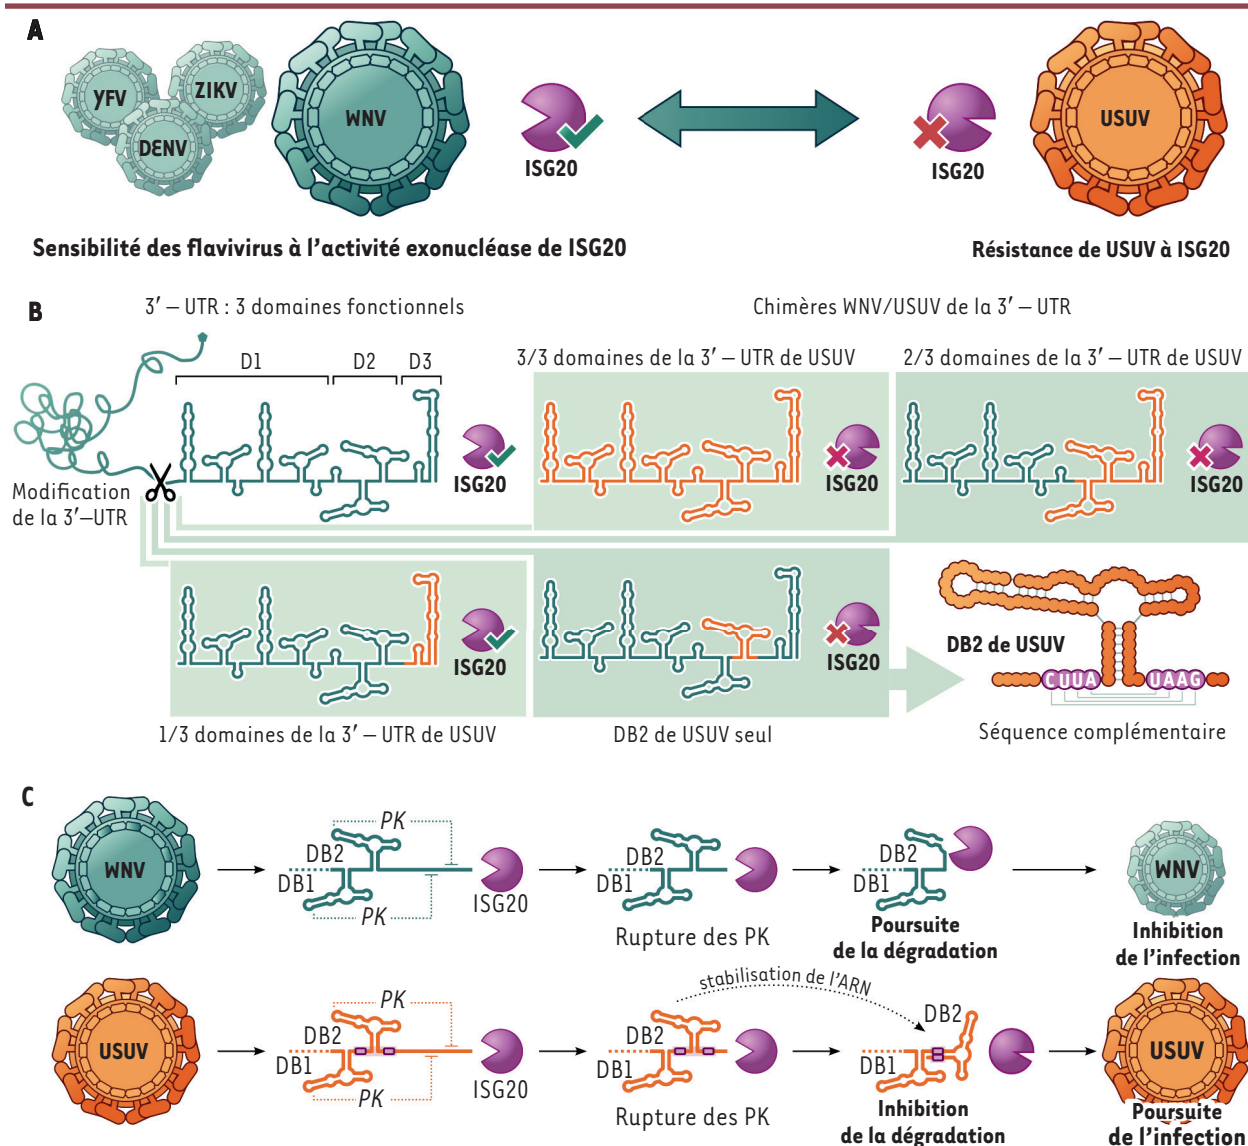 A
YFV
ZIKV
DENV
WNV
ISG20
ISG20
USUV
Sensibilité des flavivirus à l'activité exonucléase de ISG20
Résistance de USUV à ISG20
B
3' – UTR : 3 domaines fonctionnels
Chimères WNV/USUV de la 3' – UTR
D1
D2
D3
3/3 domaines de la 3' – UTR de USUV
2/3 domaines de la 3' – UTR de USUV
ISG20
ISG20
ISG20
Modification
de la 3'–UTR
ISG20
ISG20
DB2 de USUV
CUUA
UAAG
1/3 domaines de la 3' – UTR de USUV
DB2 de USUV seul
Séquence complémentaire
C
WNV
PK
DB2
DB1
PK
ISG20
DB2
DB1
Rupture des PK
DB2
DB1
Poursuite
de la dégradation
WNV
Inhibition
de l'infection
USUV
PK
DB2
DB1
PK
ISG20
DB2
DB1
Rupture des PK
stabilisation de l'ARN
DB2
DB1
Inhibition
de la dégradation
USUV
Poursuite
de l'infection